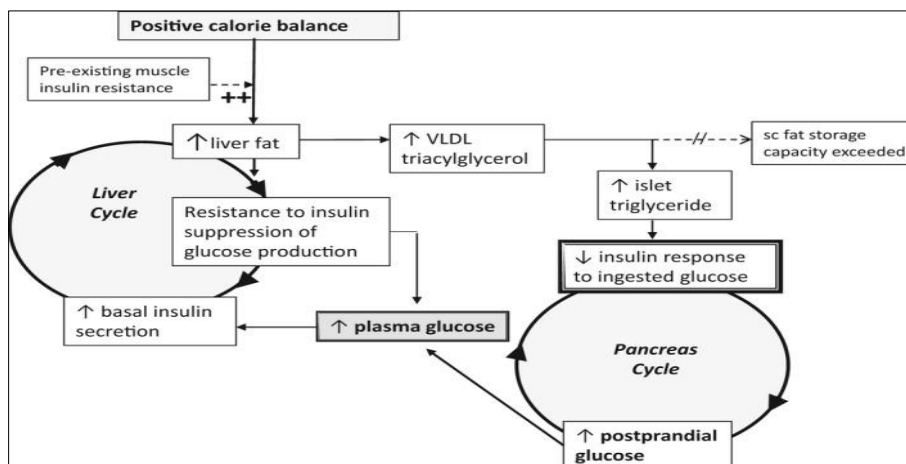 Positive calorie balance
Pre-existing muscle
insulin resistance
++
↑ liver fat
↑ VLDL
triacylglycerol
sc fat storage
capacity exceeded
Liver
Cycle
Resistance to insulin
suppression of
glucose production
↑ islet
triglyceride
↓ insulin response
to ingested glucose
↑ basal insulin
secretion
↑ plasma glucose
Pancreas
Cycle
↑ postprandial
glucose